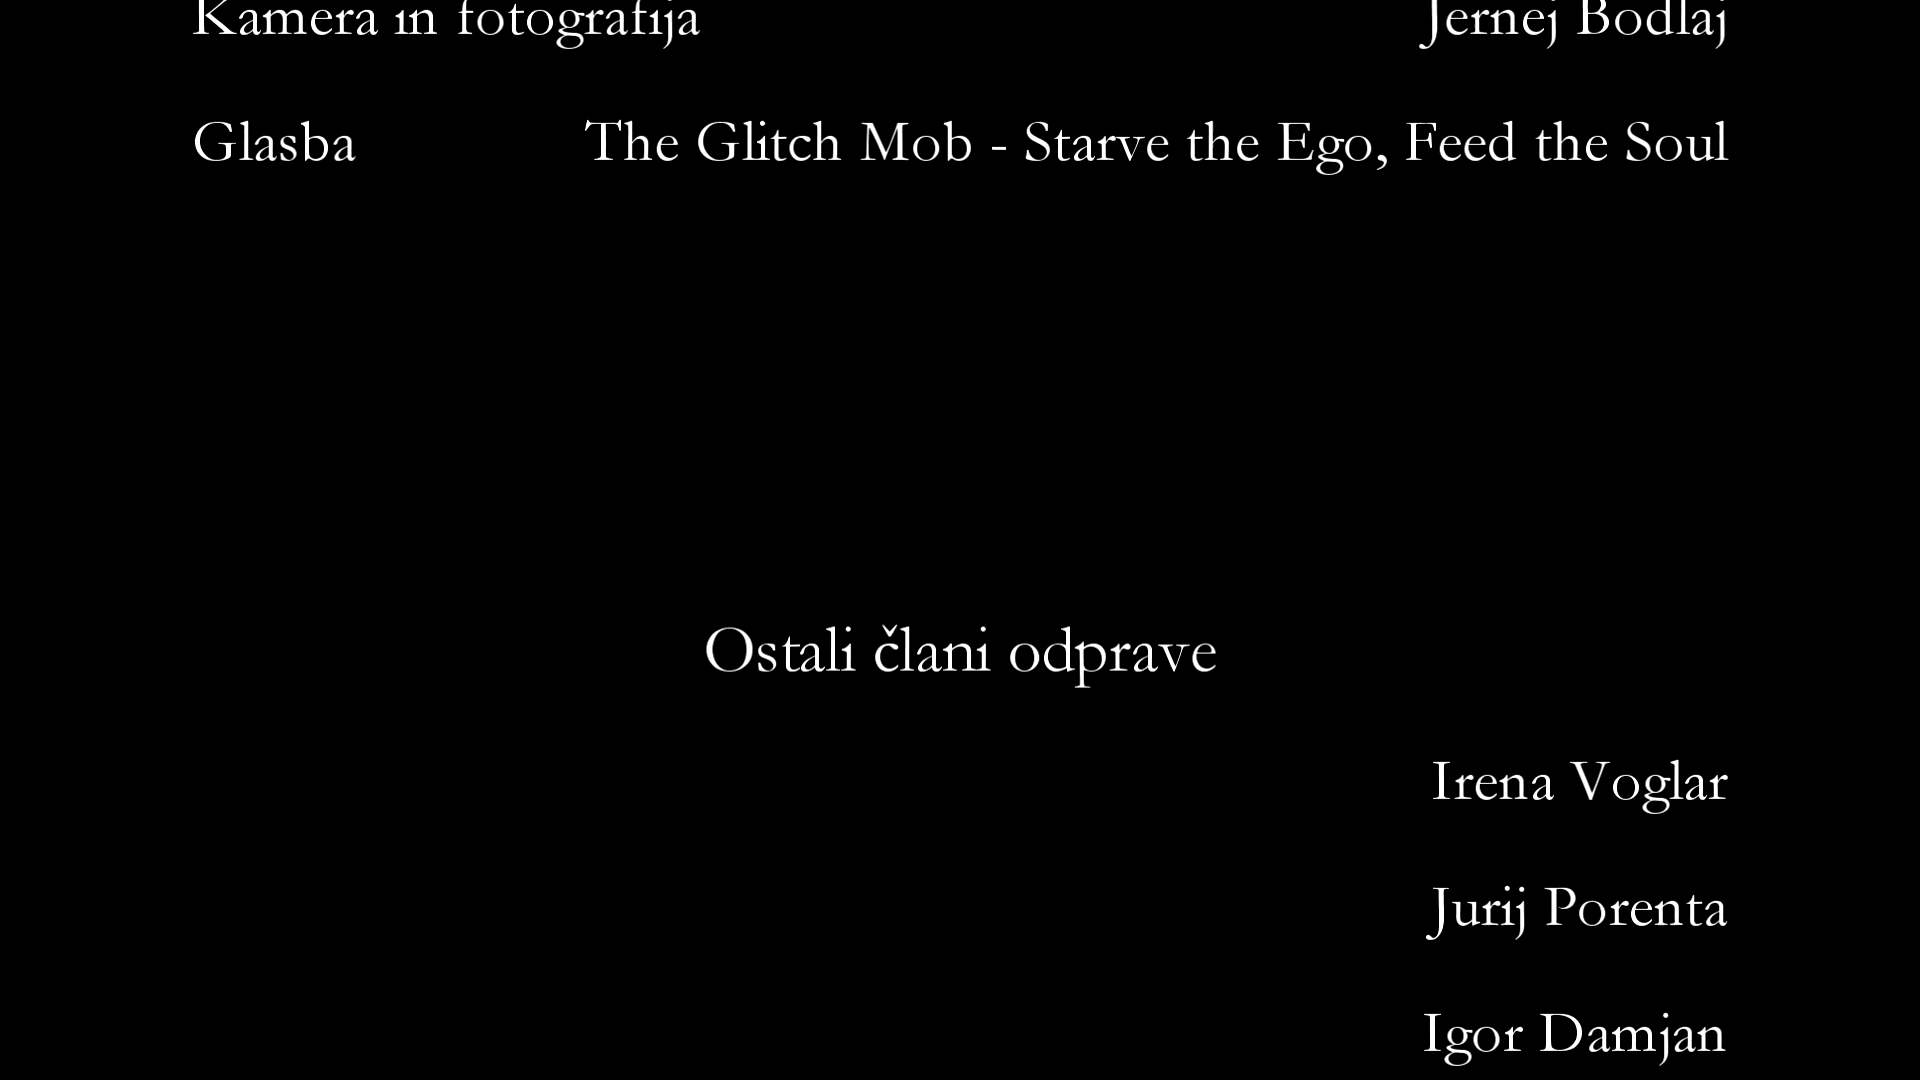 Kamera in fotografija Jernej Bodlaj
Glasba The Glitch Mob - Starve the Ego, Feed the Soul
Ostali člani odprave
Irena Voglar
Jurij Porenta
Igor Damjan